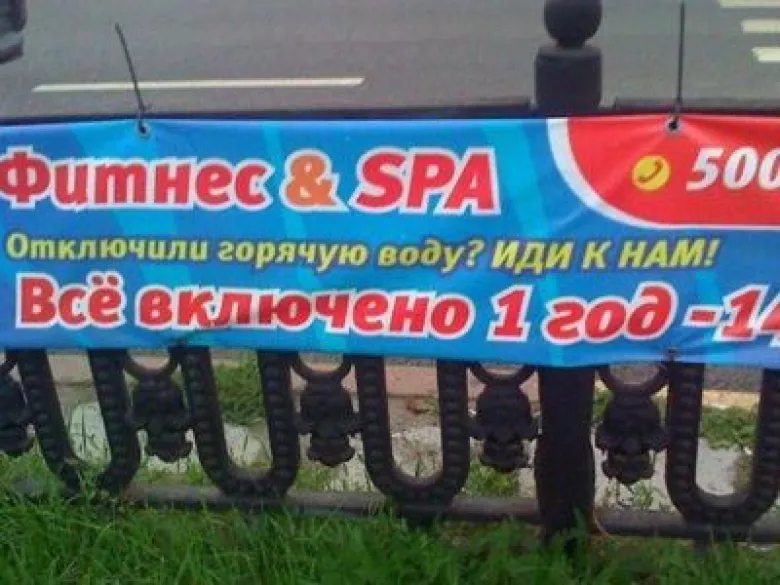 Фитнес & SPA
500
Отключили горячую воду? ИДИ К НАМ!
Всё включено 1 год -14